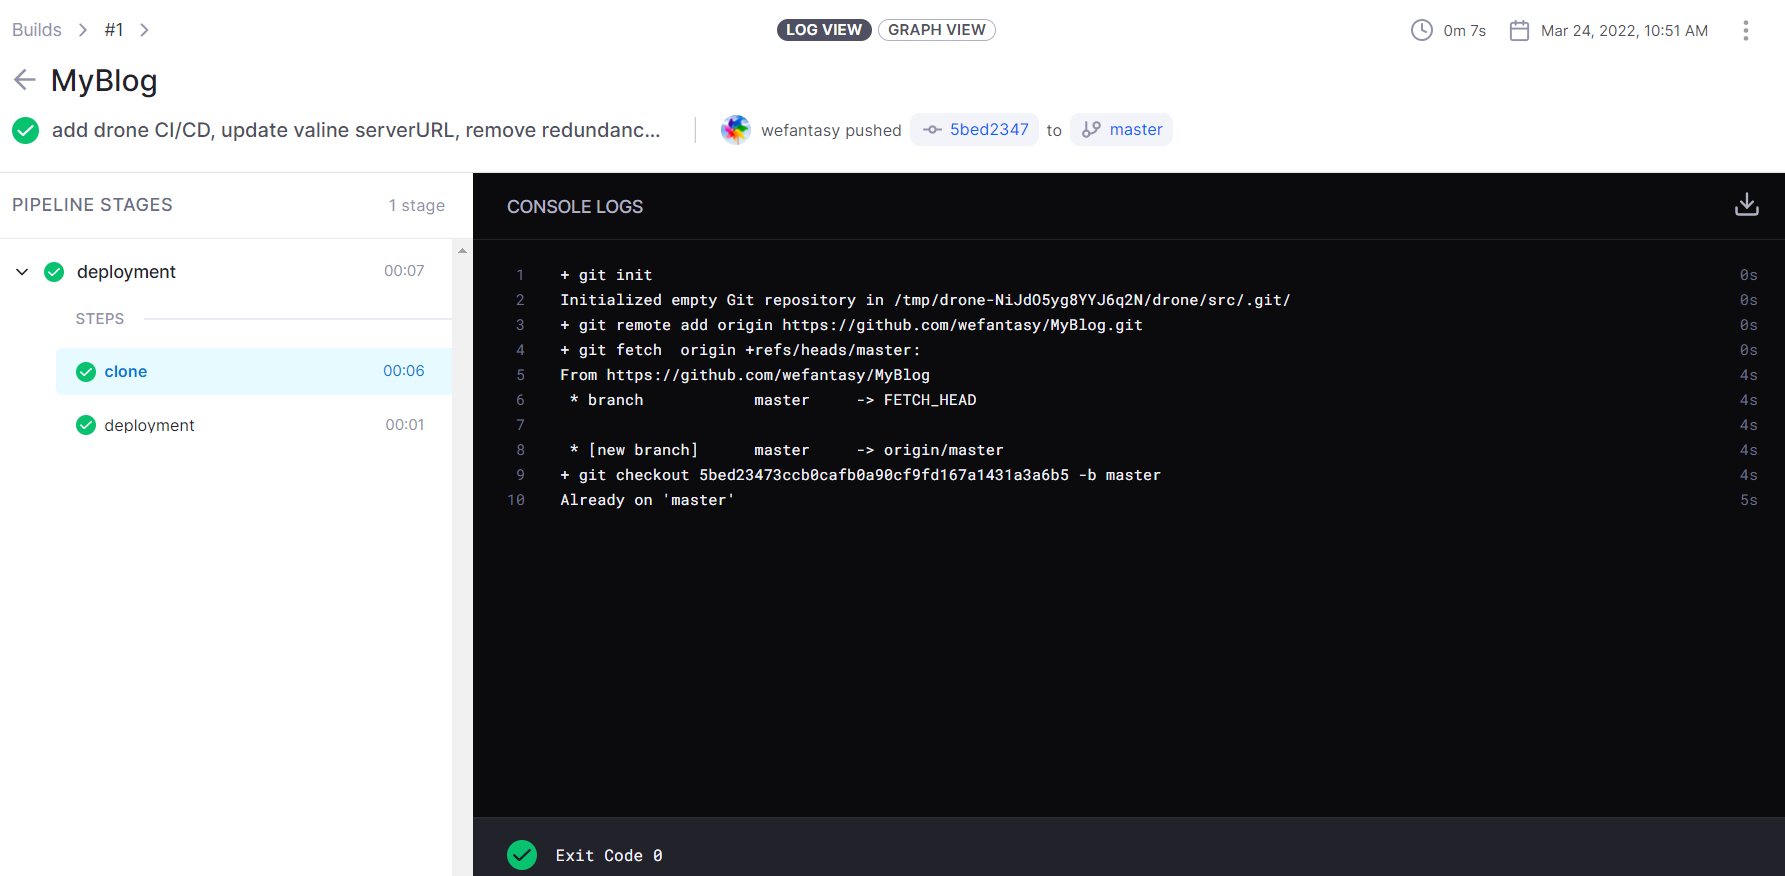 Builds > #1 >
LOG VIEW GRAPH VIEW
0m 7s Mar 24, 2022, 10:51 AM
MyBlog
add drone CI/CD, update valine serverURL, remove redundanc...
wefantasy pushed 5bed2347 to master
PIPELINE STAGES 1 stage
deployment 00:07
STEPS
clone 00:06
deployment 00:01
CONSOLE LOGS
1 + git init 0s
2 Initialized empty Git repository in /tmp/drone-NiJdO5yg8YYJ6q2N/drone/src/.git/ 0s
3 + git remote add origin https://github.com/wefantasy/MyBlog.git 0s
4 + git fetch  origin +refs/heads/master: 0s
5 From https://github.com/wefantasy/MyBlog 4s
6 * branch            master     -> FETCH_HEAD 4s
7 4s
8 * [new branch]      master     -> origin/master 4s
9 + git checkout 5bed23473ccb0cafb0a90cf9fd167a1431a3a6b5 -b master 4s
10 Already on 'master' 5s
Exit Code 0